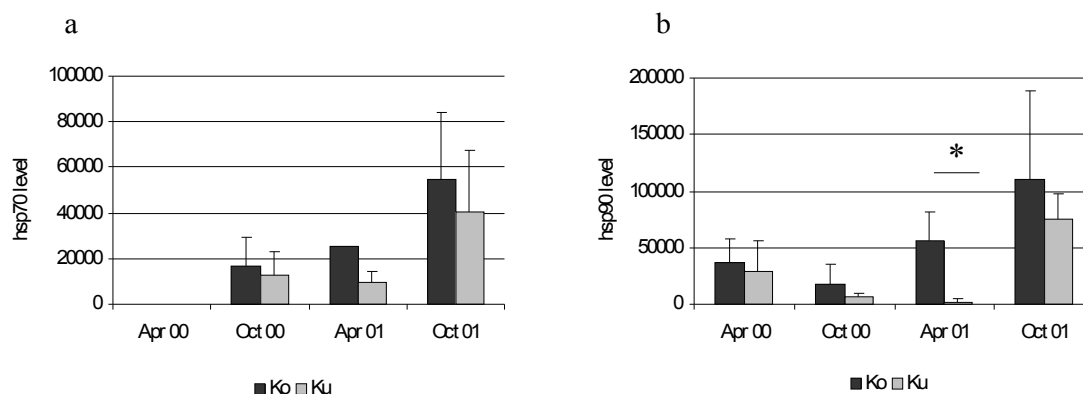 a
100000
80000
60000
40000
20000
0
hsp70 level
Apr 00 Oct 00 Apr 01 Oct 01
Ko Ku
b
200000
150000
100000
50000
0
hsp90 level
*
Apr 00 Oct 00 Apr 01 Oct 01
Ko Ku